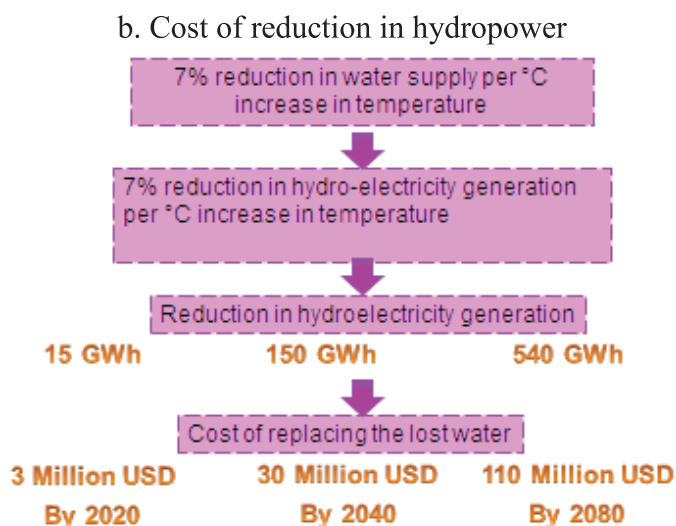 b. Cost of reduction in hydropower
7% reduction in water supply per °C
increase in temperature
7% reduction in hydro-electricity generation
per °C increase in temperature
Reduction in hydroelectricity generation
15 GWh 150 GWh 540 GWh
Cost of replacing the lost water
3 Million USD 30 Million USD 110 Million USD
By 2020 By 2040 By 2080